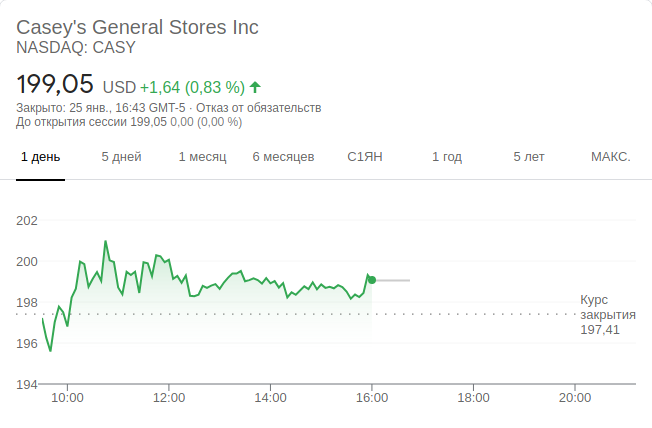 Casey's General Stores Inc
NASDAQ: CASY
199,05 USD +1,64 (0,83 %)
Закрыто: 25 янв., 16:43 GMT-5 · Отказ от обязательств
До открытия сессии 199,05 0,00 (0,00 %)
1 день 5 дней 1 месяц 6 месяцев С1ЯН 1 год 5 лет МАКС.
202
200
198
Курс
закрытия
197,41
196
194
10:00 12:00 14:00 16:00 18:00 20:00